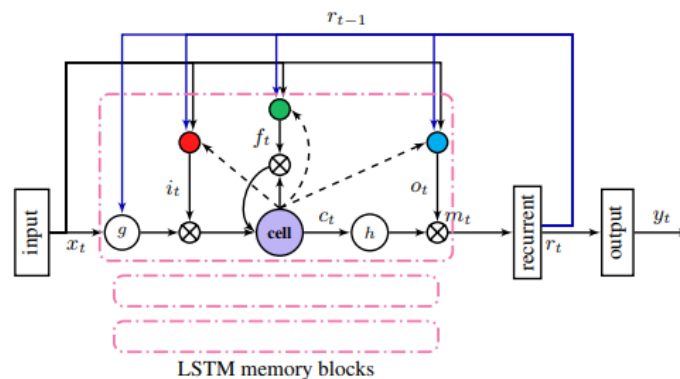 r_{t-1}
f_t
i_t
o_t
input
x_t
g
cell
c_t
h
m_t
recurrent
r_t
output
y_t
LSTM memory blocks